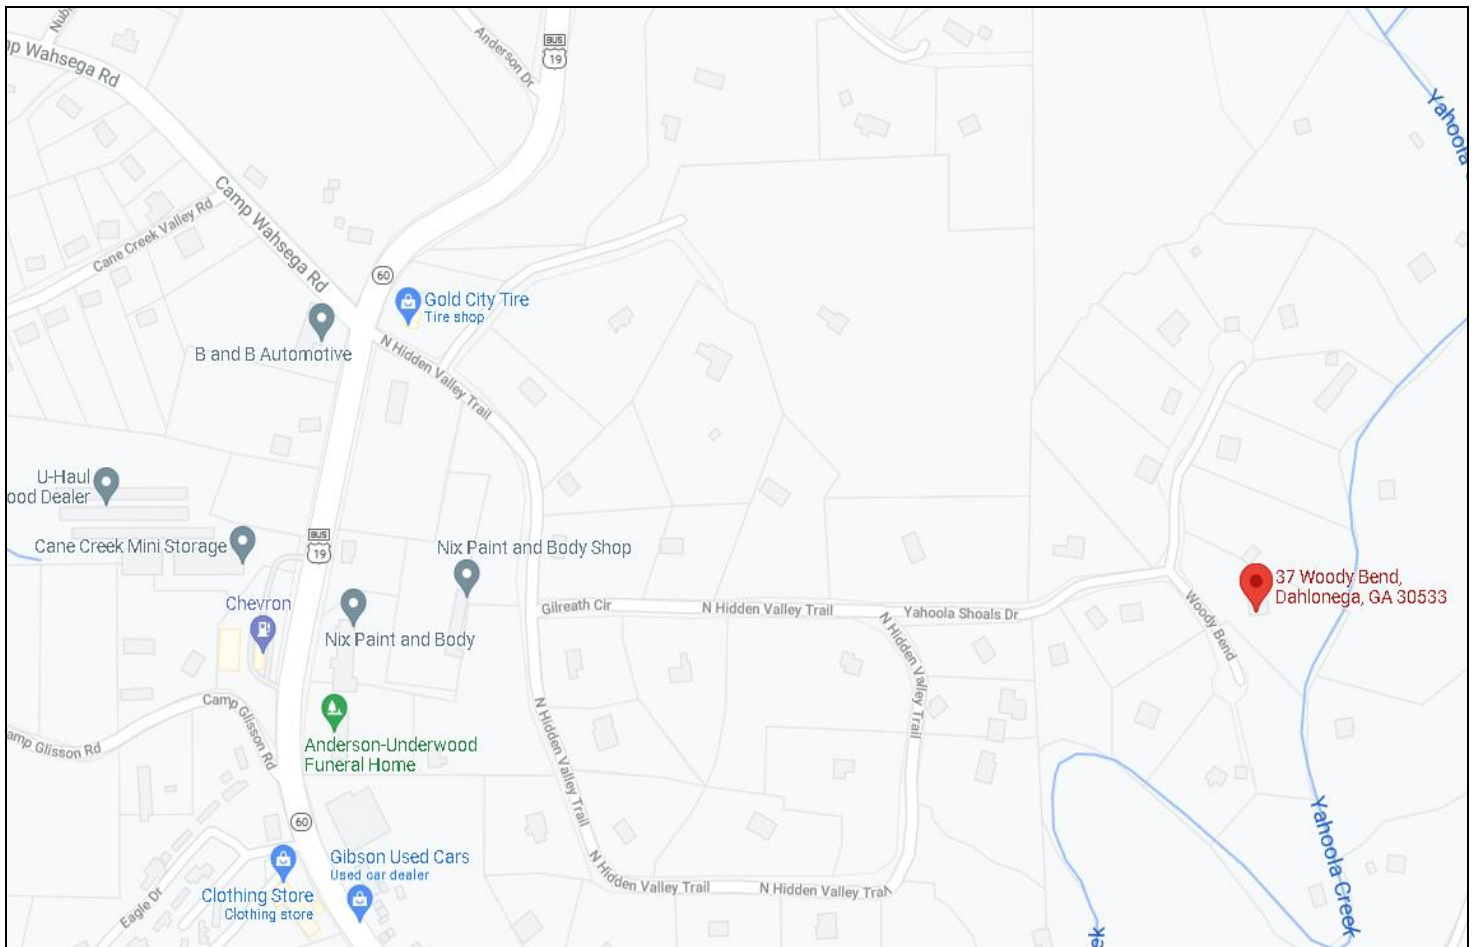 Nubl
Anderson Dr
BUS
19
p Wahsega Rd
Yahoola
Camp Wahsega Rd
Cane Creek Valley Rd
60
Gold City Tire
Tire shop
B and B Automotive
N Hidden Valley Trail
U-Haul
ood Dealer
BUS
19
Cane Creek Mini Storage
Nix Paint and Body Shop
37 Woody Bend,
Dahlonega, GA 30533
Chevron
Gilreath Cir
N Hidden Valley Trail
Yahoola Shoals Dr
Woody Bend
Nix Paint and Body
N Hidden Valley Trail
Camp Glisson Rd
amp Glisson Rd
N Hidden Valley Trail
Anderson-Underwood
Funeral Home
60
Yahoola Creek
Gibson Used Cars
Used car dealer
N Hidden Valley Trail
N Hidden Valley Trail
Clothing Store
Clothing store
Eagle Dr
ek